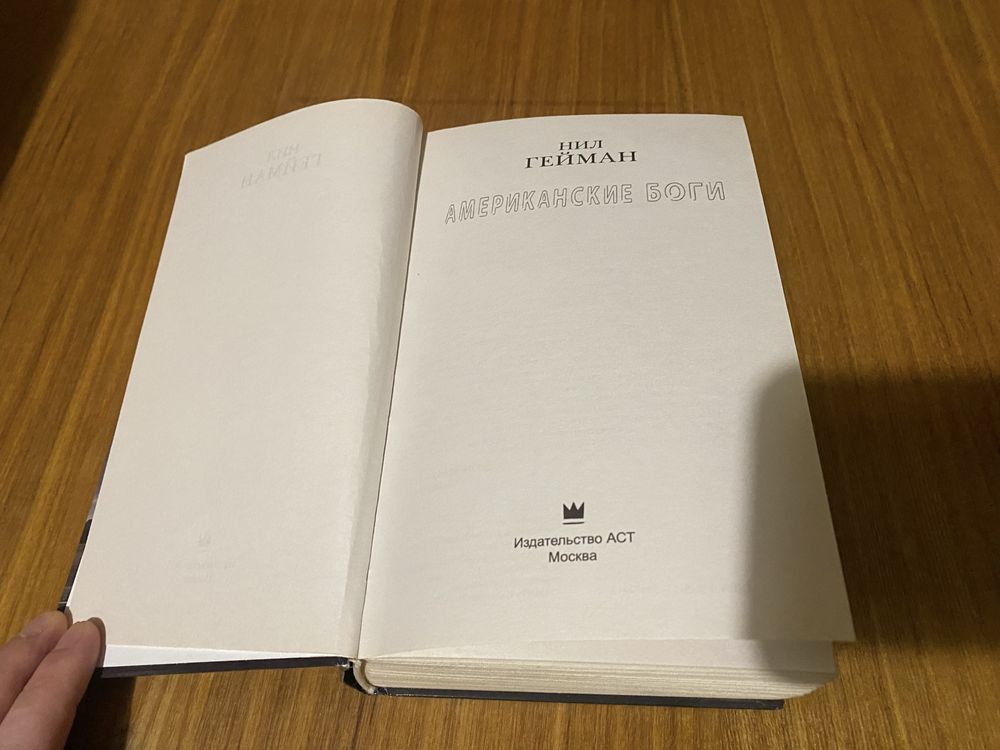 НИЛ
ГЕЙМАН
АМЕРИКАНСКИЕ БОГИ
Издательство АСТ
Москва